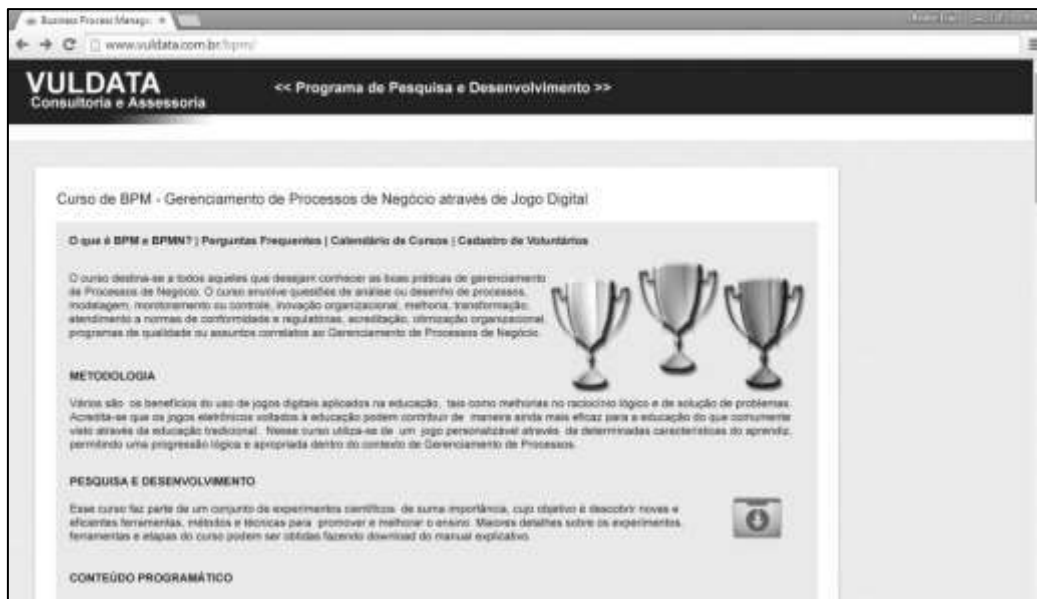 Business Process Manage
www.vuldata.com.br/bpm/
VULDATA
Consultoria e Assessoria
<< Programa de Pesquisa e Desenvolvimento >>
Curso de BPM - Gerenciamento de Processos de Negócio através de Jogo Digital
O que é BPM e BPMN? | Perguntas Frequentes | Calendário de Cursos | Cadastro de Voluntários
O curso destina-se a todos aqueles que desejam conhecer as boas práticas de gerenciamento
de Processos de Negócio. O curso envolve questões de análise ou desenho de processos,
modelagem, monitoramento ou controle, inovação organizacional, melhoria, transformação,
atendimento a normas de conformidade e regulatórias, acreditação, otimização organizacional,
programas de qualidade ou assuntos correlatos ao Gerenciamento de Processos de Negócio.
METODOLOGIA
Vários são os benefícios do uso de jogos digitais aplicados na educação, tais como melhorias no raciocínio lógico e de solução de problemas.
Acredita-se que os jogos eletrônicos voltados à educação podem contribuir de maneira ainda mais eficaz para a educação do que comumente
visto através da educação tradicional. Nesse curso utiliza-se de um jogo personalizável através de determinadas características do aprendiz,
permitindo uma progressão lógica e apropriada dentro do contexto de Gerenciamento de Processos.
PESQUISA E DESENVOLVIMENTO
Esse curso faz parte de um conjunto de experimentos científicos de suma importância, cujo objetivo é descobrir novas e
eficientes ferramentas, métodos e técnicas para promover e melhorar o ensino. Maiores detalhes sobre os experimentos,
ferramentas e etapas do curso podem ser obtidas fazendo download do manual explicativo.
CONTEÚDO PROGRAMÁTICO